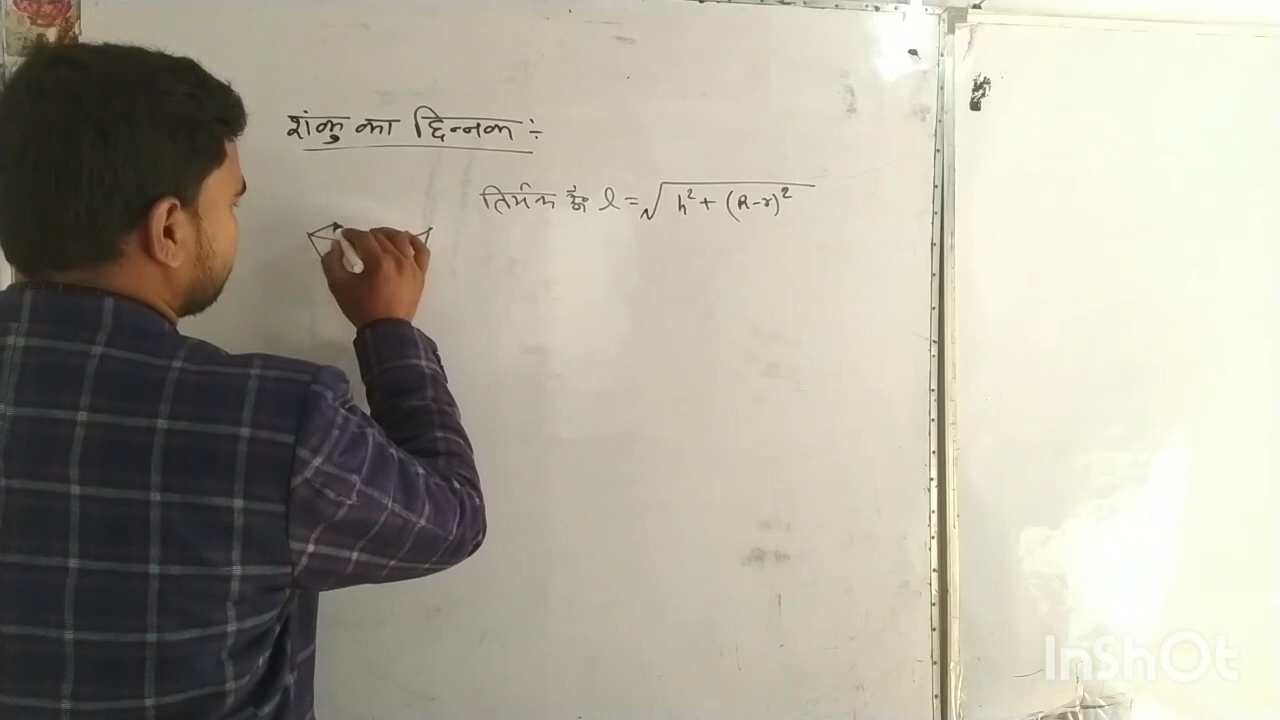 शंकु का छिन्नक ÷
तिर्यक ऊँ l = √h² + (R-r)²
InShOt